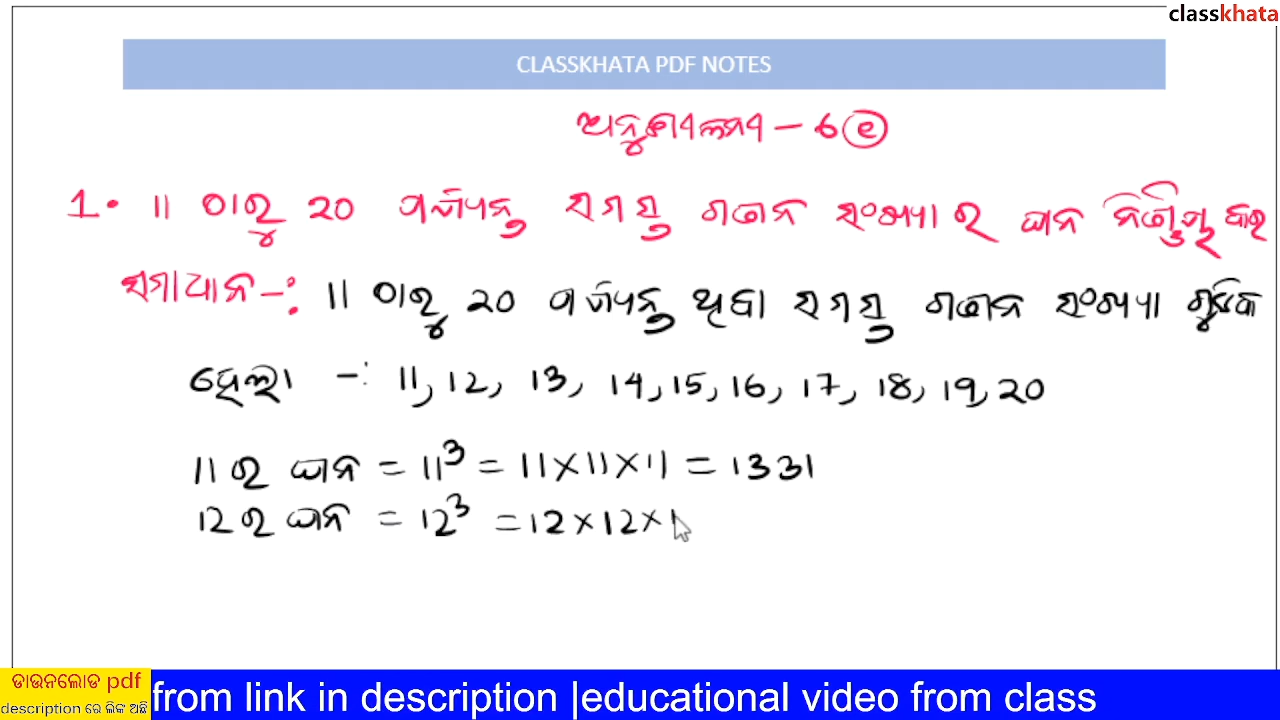 classkhata
CLASSKHATA PDF NOTES
ଅନୁଶୀଳନୀ - 6 (e)
1. 11 ଠାରୁ 20 ପର୍ଯ୍ୟନ୍ତ ସମସ୍ତ ଗଣନ ସଂଖ୍ୟା ର ଘନ ନିର୍ଣ୍ଣୟ କର
ସମାଧାନ -: 11 ଠାରୁ 20 ପର୍ଯ୍ୟନ୍ତ ଥିବା ସମସ୍ତ ଗଣନ ସଂଖ୍ୟା ଗୁଡିକ
ହେଲା -: 11, 12, 13, 14, 15, 16, 17, 18, 19, 20
11 ର ଘନ = 11³ = 11 × 11 × 11 = 1331
12 ର ଘନ = 12³ = 12 × 12 × 1
ଡାଉନଲୋଡ pdf
description ରେ ଲିଙ୍କ ଅଛି
from link in description |educational video from class